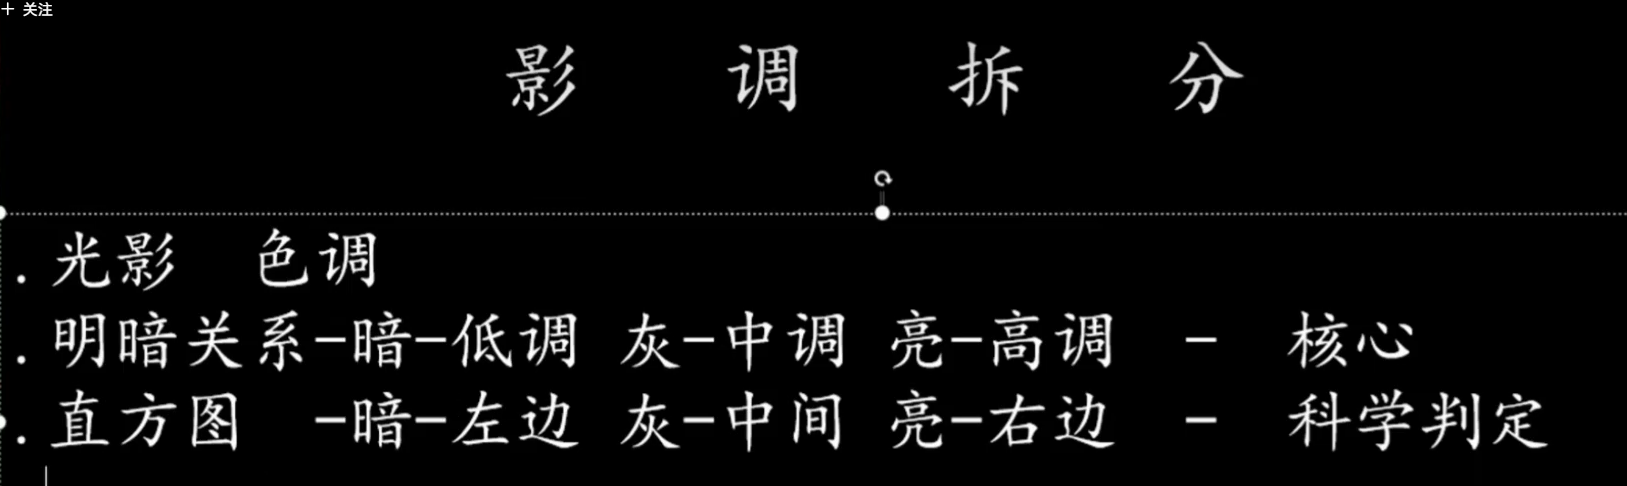 + 关注
影 调 拆 分
. 光影 色调
. 明暗关系-暗-低调 灰-中调 亮-高调 - 核心
. 直方图 -暗-左边 灰-中间 亮-右边 - 科学判定